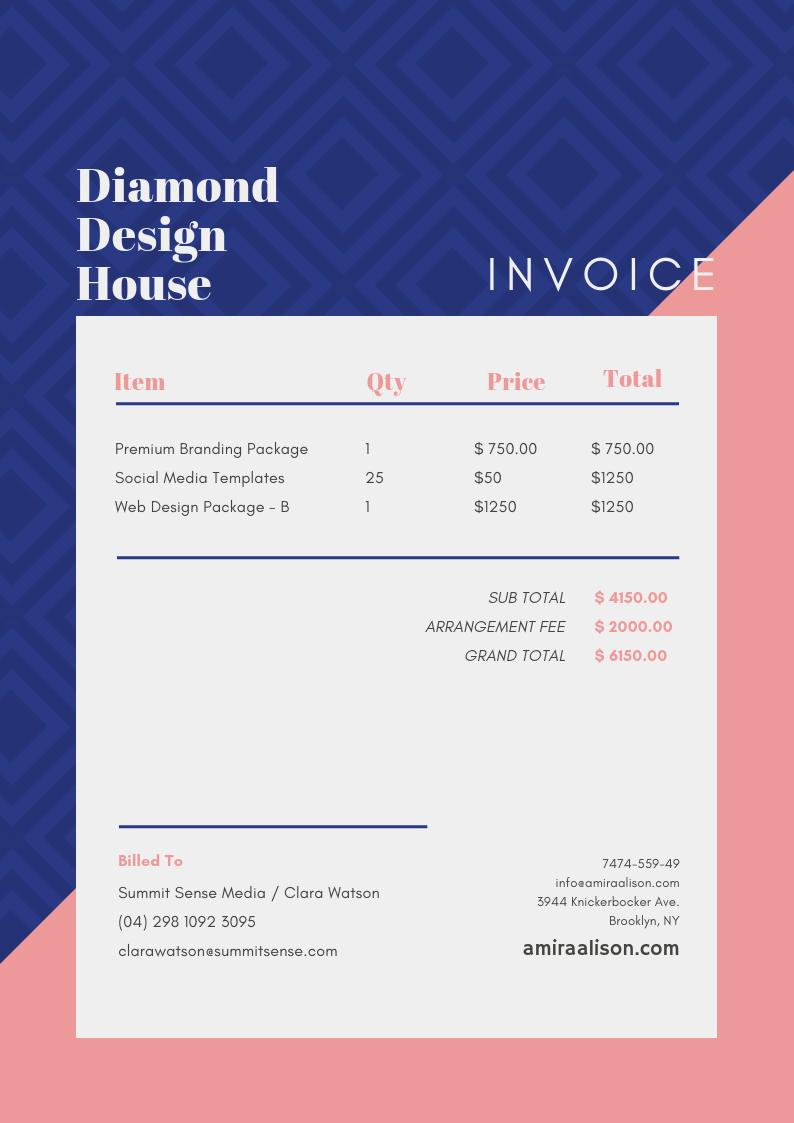 Diamond
Design
House
INVOICE
Item Qty Price Total
Premium Branding Package 1 $ 750.00 $ 750.00
Social Media Templates 25 $50 $1250
Web Design Package - B 1 $1250 $1250
SUB TOTAL $ 4150.00
ARRANGEMENT FEE $ 2000.00
GRAND TOTAL $ 6150.00
Billed To
Summit Sense Media / Clara Watson
(04) 298 1092 3095
clarawatson@summitsense.com
7474-559-49
info@amiraalison.com
3944 Knickerbocker Ave.
Brooklyn, NY
amiraalison.com